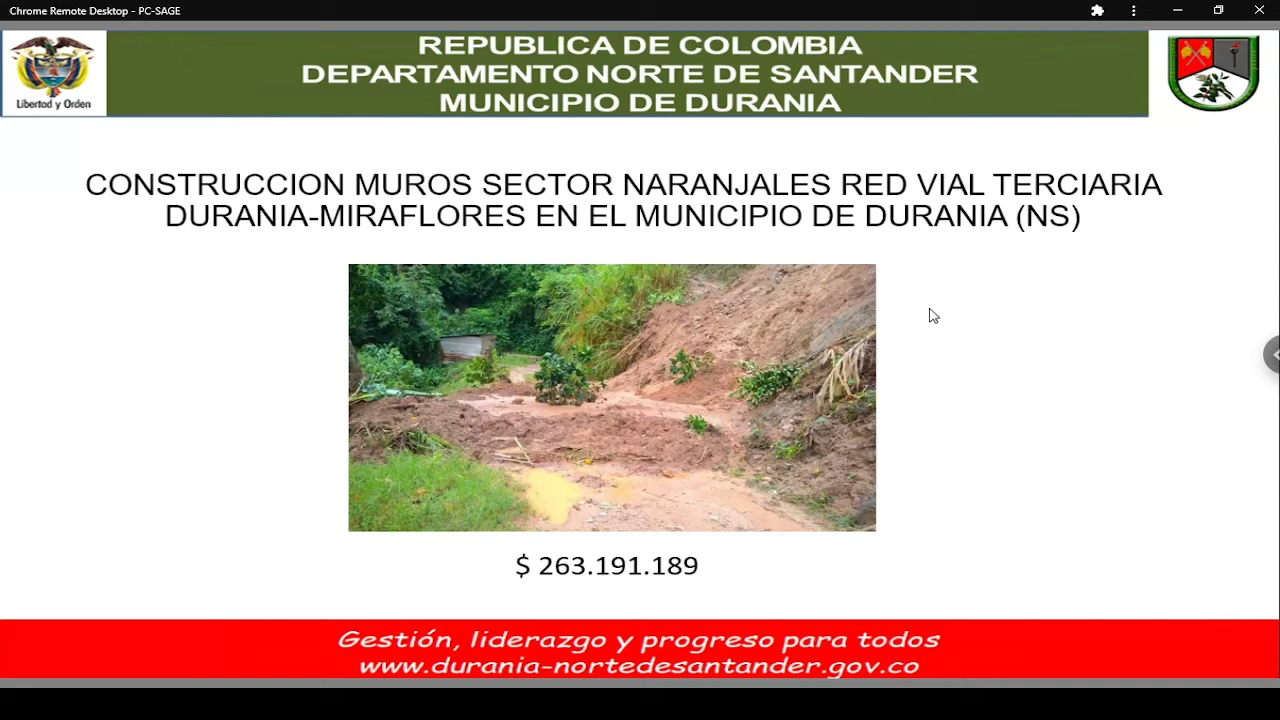 Chrome Remote Desktop - PC-SAGE
REPUBLICA DE COLOMBIA
DEPARTAMENTO NORTE DE SANTANDER
MUNICIPIO DE DURANIA
Libertad y Orden
CONSTRUCCION MUROS SECTOR NARANJALES RED VIAL TERCIARIA
DURANIA-MIRAFLORES EN EL MUNICIPIO DE DURANIA (NS)
$ 263.191.189
Gestión, liderazgo y progreso para todos
www.durania-nortedesantander.gov.co